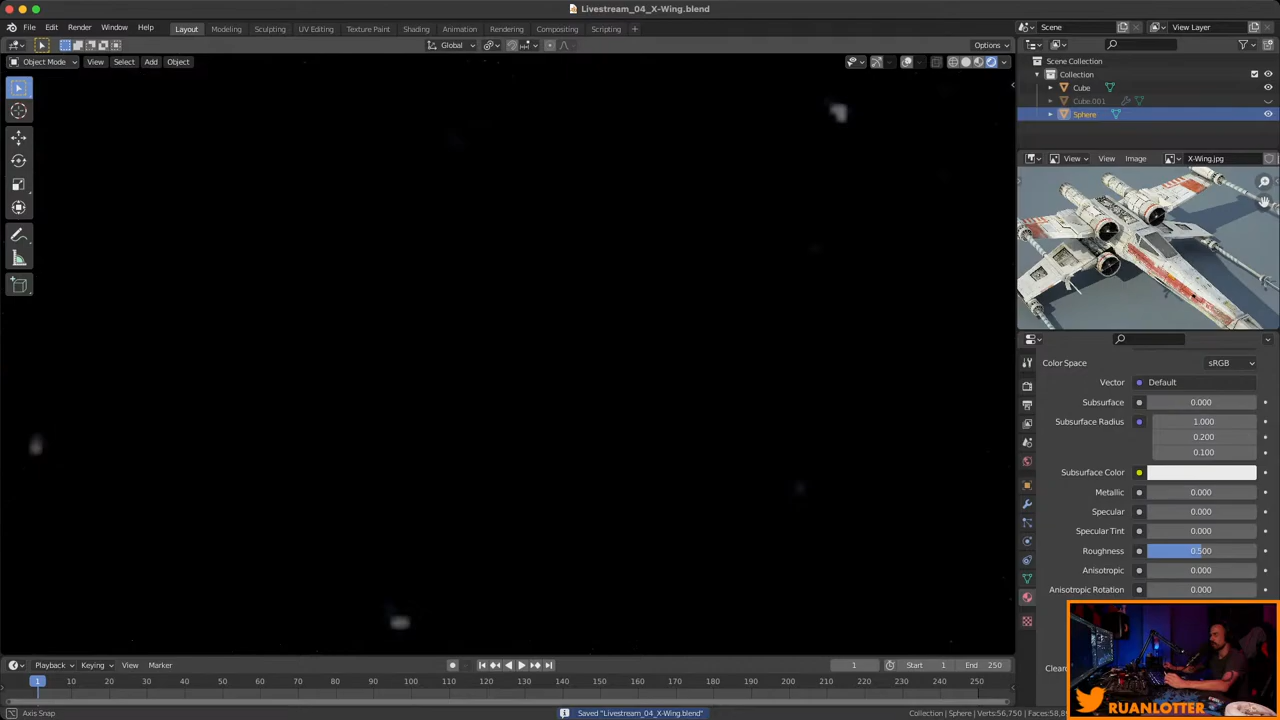 Livestream_04_X-Wing.blend
File Edit Render Window Help
Layout Modeling Sculpting UV Editing Texture Paint Shading Animation Rendering Compositing Scripting +
Scene
View Layer
Global
Options
Object Mode View Select Add Object
Scene Collection
Collection
Cube
Cube.001
Sphere
View View Image X-Wing.jpg
Color Space sRGB
Vector Default
Subsurface 0.000
Subsurface Radius 1.000
0.200
0.100
Subsurface Color
Metallic 0.000
Specular 0.000
Specular Tint 0.000
Roughness 0.500
Anisotropic 0.000
Anisotropic Rotation 0.000
Playback Keying View Marker
1 Start 1 End 250
1 10 20 30 40 50 60 70 80 90 100 110 120 130 140 150 160 170 180 190 200 210 220 230 240 250
Axis Snap
Saved "Livestream_04_X-Wing.blend"
Collection | Sphere | Verts:56,750 | Faces:58,8
RUANLOTTER